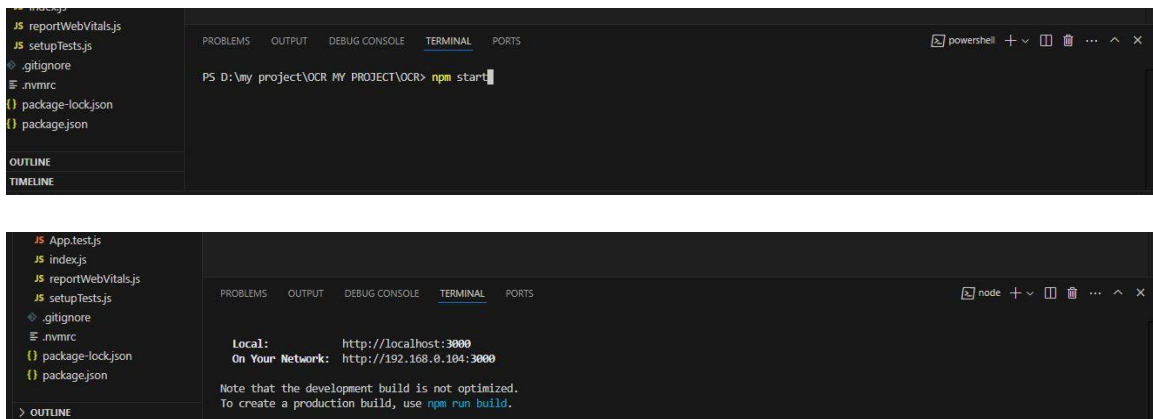 index.js
JS reportWebVitals.js
JS setupTests.js
.gitignore
.nvmrc
{} package-lock.json
{} package.json
OUTLINE
TIMELINE
PROBLEMS OUTPUT DEBUG CONSOLE TERMINAL PORTS
powershell
PS D:\my project\OCR MY PROJECT\OCR> npm start
JS App.test.js
JS index.js
JS reportWebVitals.js
JS setupTests.js
.gitignore
.nvmrc
{} package-lock.json
{} package.json
> OUTLINE
PROBLEMS OUTPUT DEBUG CONSOLE TERMINAL PORTS
node
Local: http://localhost:3000
On Your Network: http://192.168.0.104:3000
Note that the development build is not optimized.
To create a production build, use npm run build.